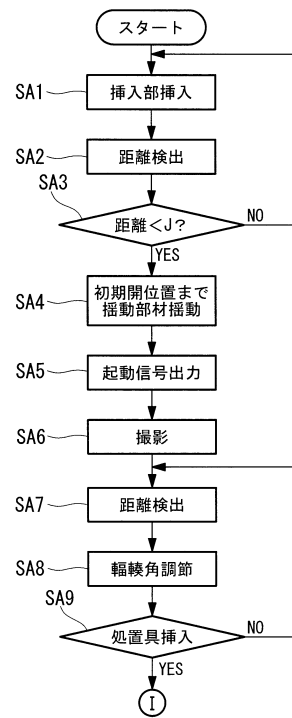 スタート
SA1
挿入部挿入
SA2
距離検出
SA3
距離<J?
NO
YES
SA4
初期開位置まで
揺動部材揺動
SA5
起動信号出力
SA6
撮影
SA7
距離検出
SA8
輻輳角調節
SA9
処置具挿入
NO
YES
I